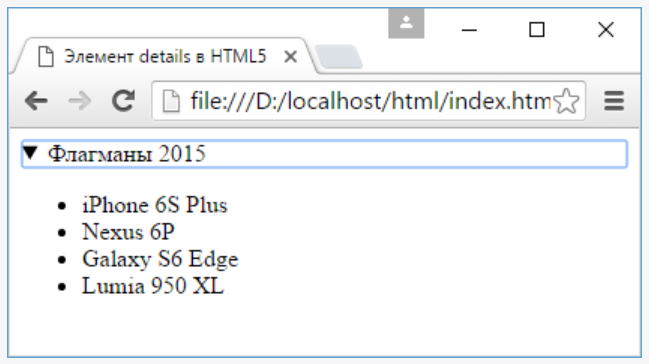 Элемент details в HTML5
file:///D:/localhost/html/index.htm
Флагманы 2015
iPhone 6S Plus
Nexus 6P
Galaxy S6 Edge
Lumia 950 XL